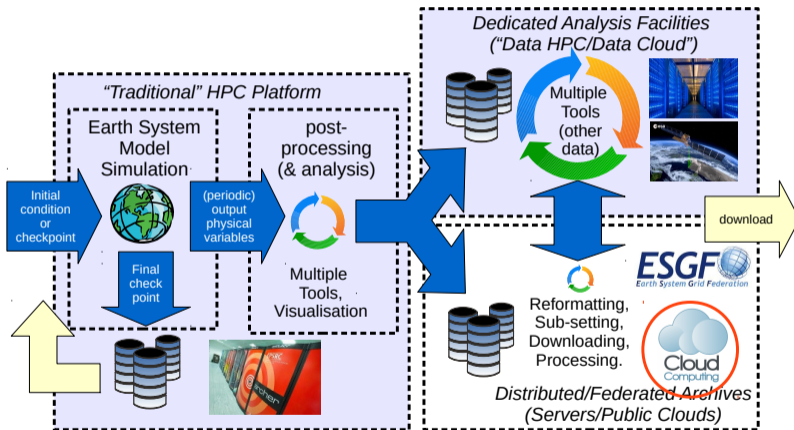 Dedicated Analysis Facilities
(“Data HPC/Data Cloud”)
“Traditional” HPC Platform
Earth System
Model
Simulation
post-
processing
(& analysis)
Multiple
Tools
(other
data)
Initial
condition
or
checkpoint
(periodic)
output
physical
variables
download
Final
check
point
Multiple
Tools,
Visualisation
ESGF
Earth System Grid Federation
Reformatting,
Sub-setting,
Downloading,
Processing.
Cloud
Computing
archer
Distributed/Federated Archives
(Servers/Public Clouds)